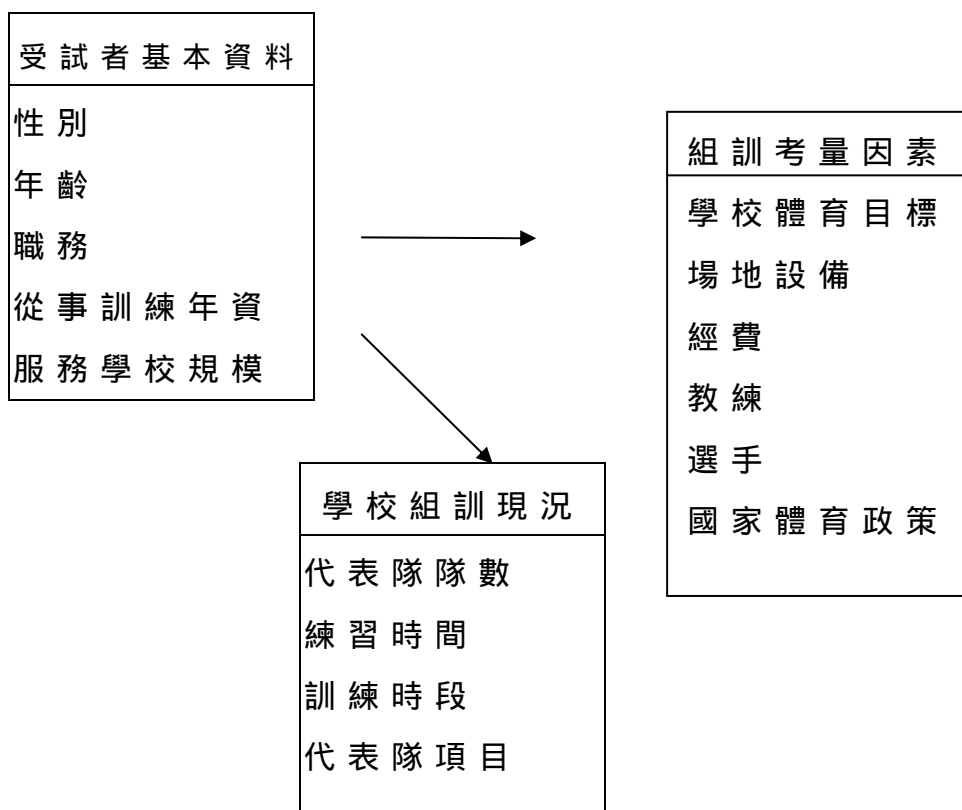 受試者基本資料
性別
年齡
職務
從事訓練年資
服務學校規模
組訓考量因素
學校體育目標
場地設備
經費
教練
選手
國家體育政策
學校組訓現況
代表隊隊數
練習時間
訓練時段
代表隊項目